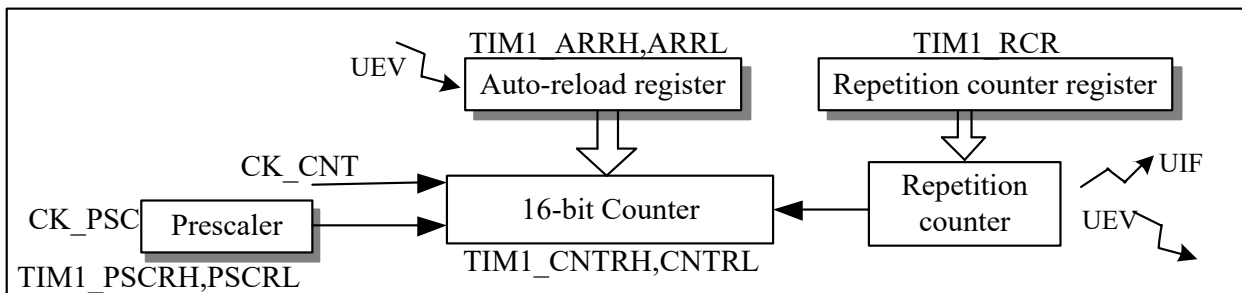 TIM1_ARRH,ARRL
TIM1_RCR
UEV
Auto-reload register
Repetition counter register
CK_CNT
UIF
Repetition
counter
16-bit Counter
CK_PSC
Prescaler
UEV
TIM1_CNTRH,CNTRL
TIM1_PSCRH,PSCRL